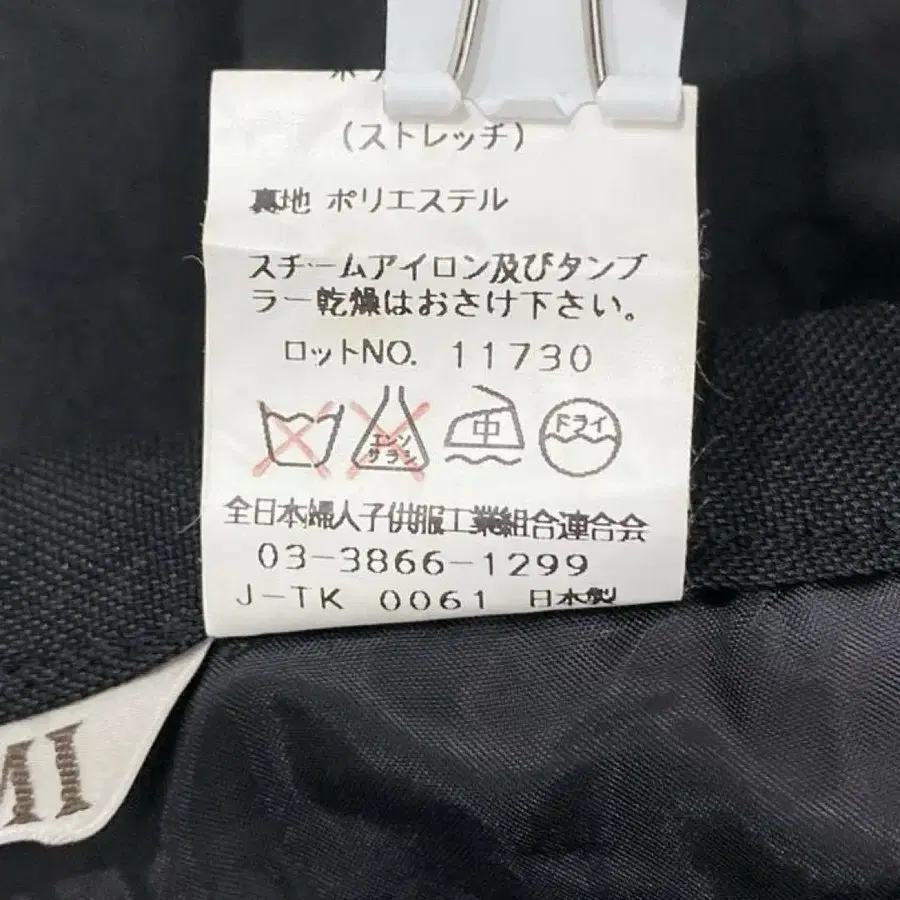 (ストレッチ)
裏地 ポリエステル
スチームアイロン及びタンブ
ラー乾燥はおさけ下さい。
ロットNO. 11730
エンソ
サラシ
中
ドライ
全日本婦人子供服工業組合連合会
03-3866-1299
J-TK 0061 日本製
MI